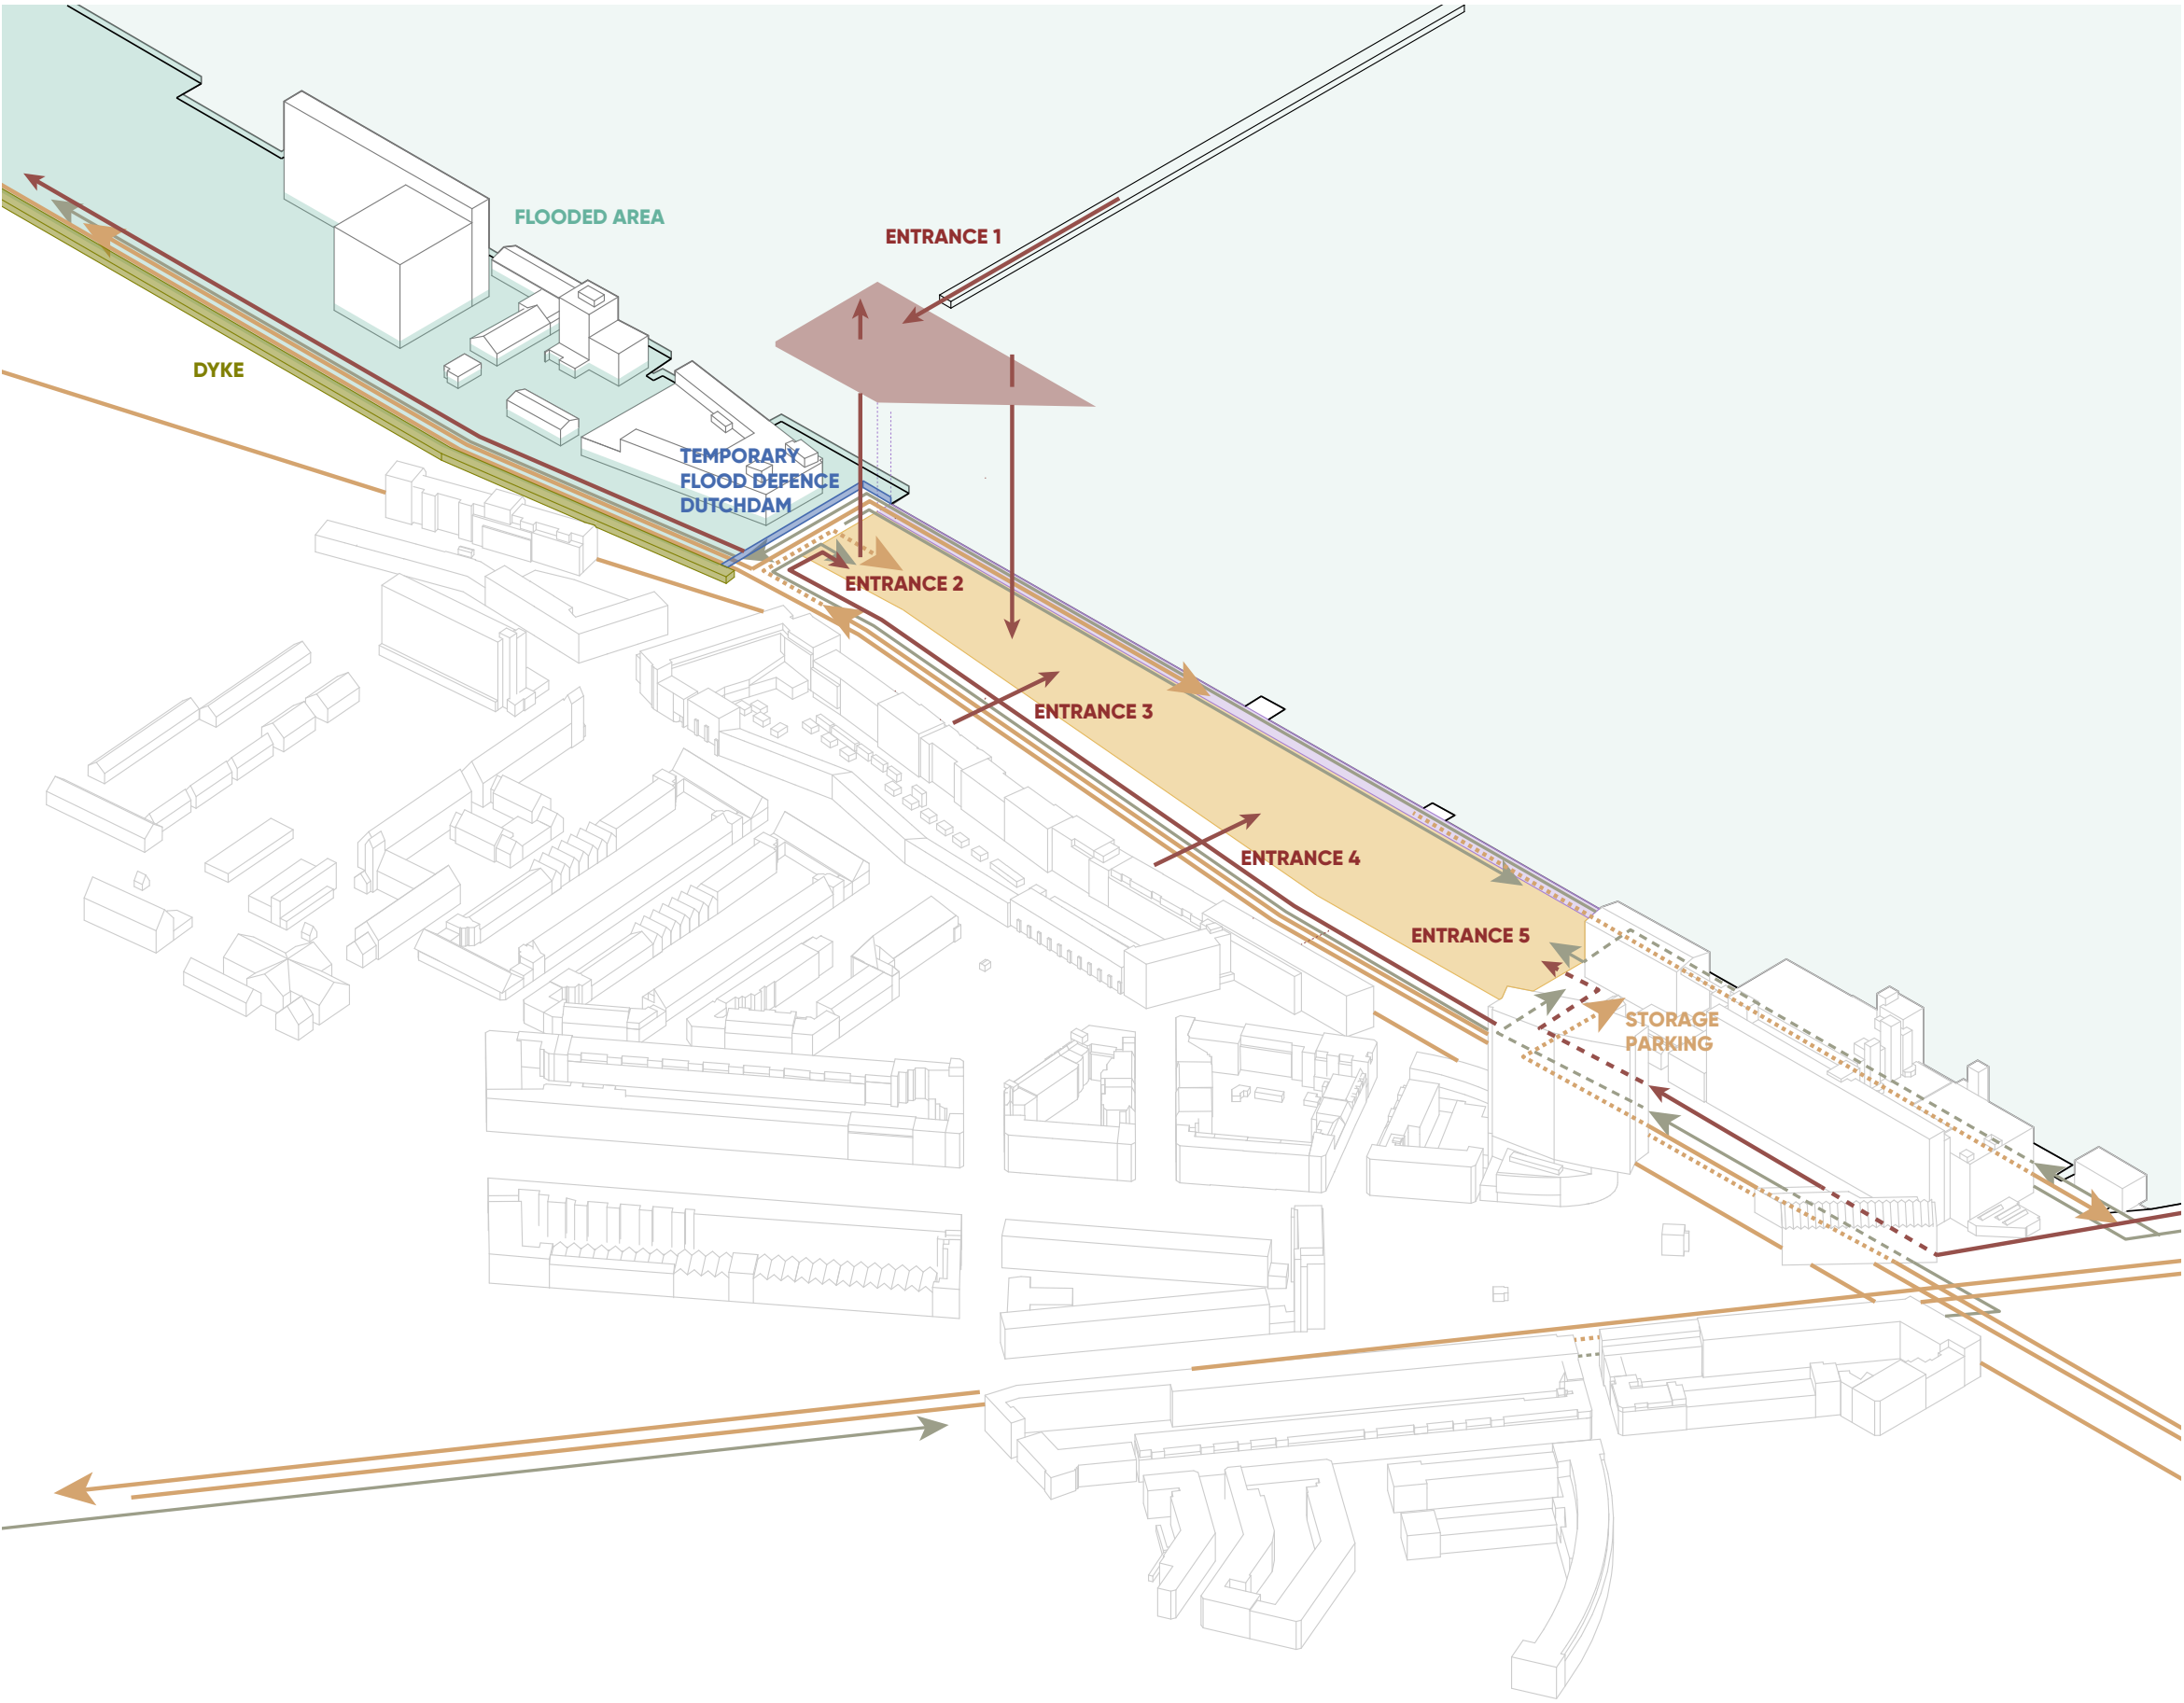 FLOODED AREA
ENTRANCE 1
DYKE
TEMPORARY
FLOOD DEFENCE
DUTCHDAM
ENTRANCE 2
ENTRANCE 3
ENTRANCE 4
ENTRANCE 5
STORAGE
PARKING